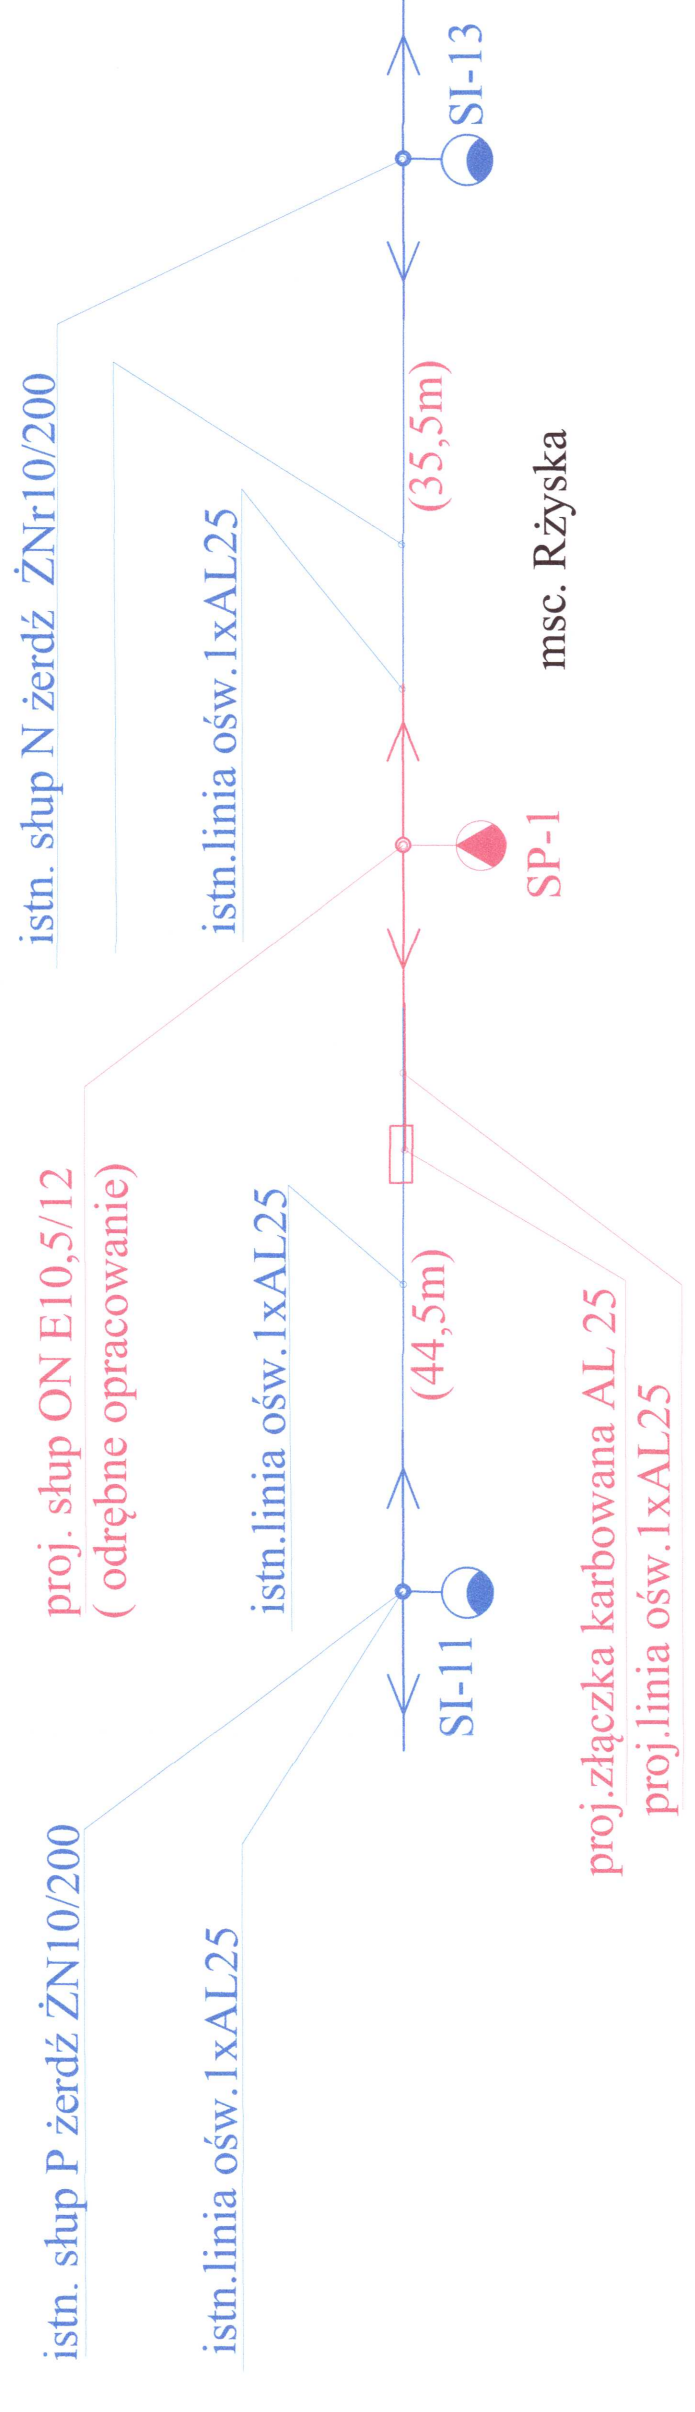 istn. słup P żerdź ŻN10/200
istn.linia ośw.1xAL25
proj. słup ON E10,5/12
( odrębne opracowanie)
istn.linia ośw.1xAL25
istn. słup N żerdź ŻNr10/200
istn.linia ośw.1xAL25
SI-11
(44,5m)
SP-1
(35,5m)
SI-13
msc. Rżyska
proj.złączka karbowana AL 25
proj.linia ośw.1xAL25